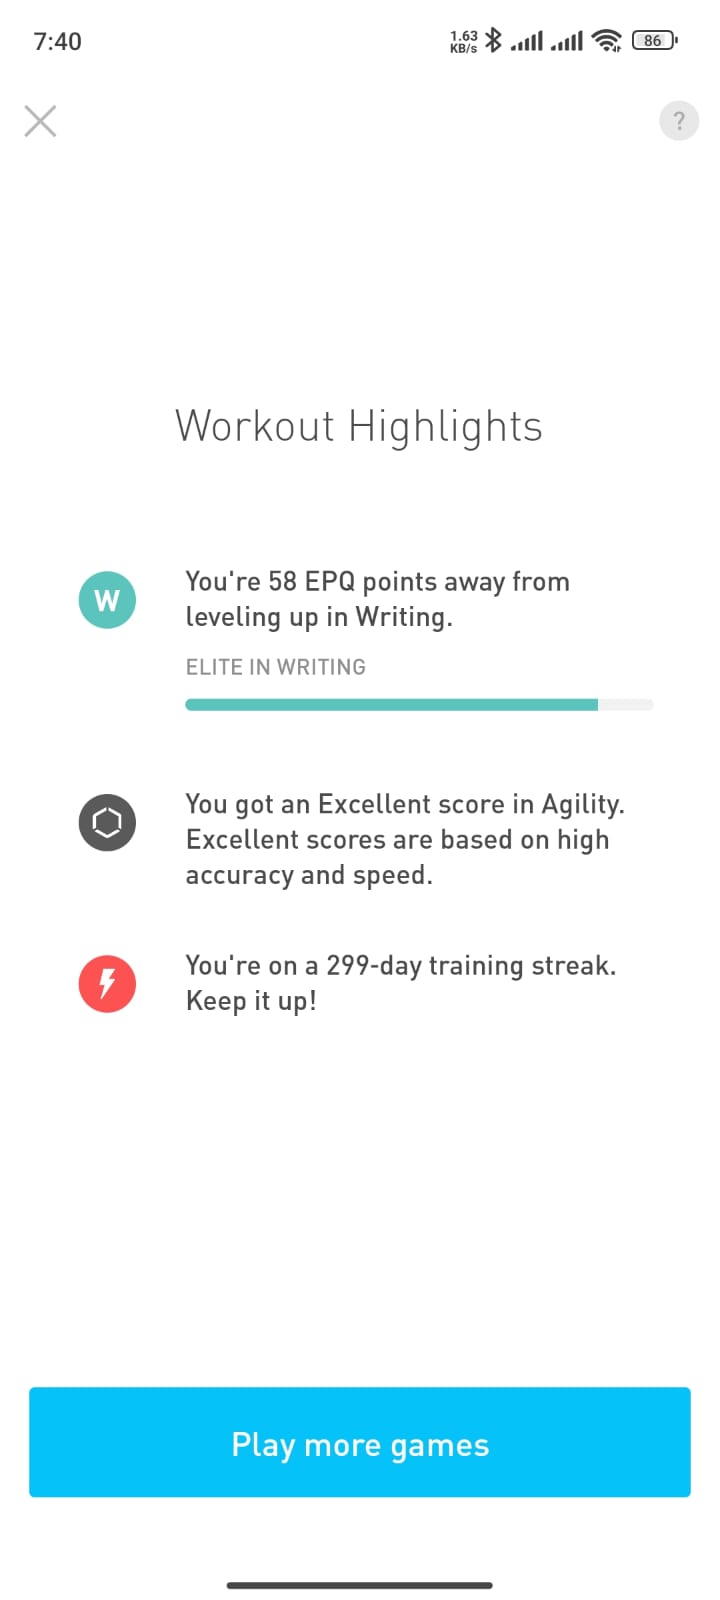 7:40
1.63
KB/s
86
?
Workout Highlights
W
You're 58 EPQ points away from
leveling up in Writing.
ELITE IN WRITING
You got an Excellent score in Agility.
Excellent scores are based on high
accuracy and speed.
You're on a 299-day training streak.
Keep it up!
Play more games